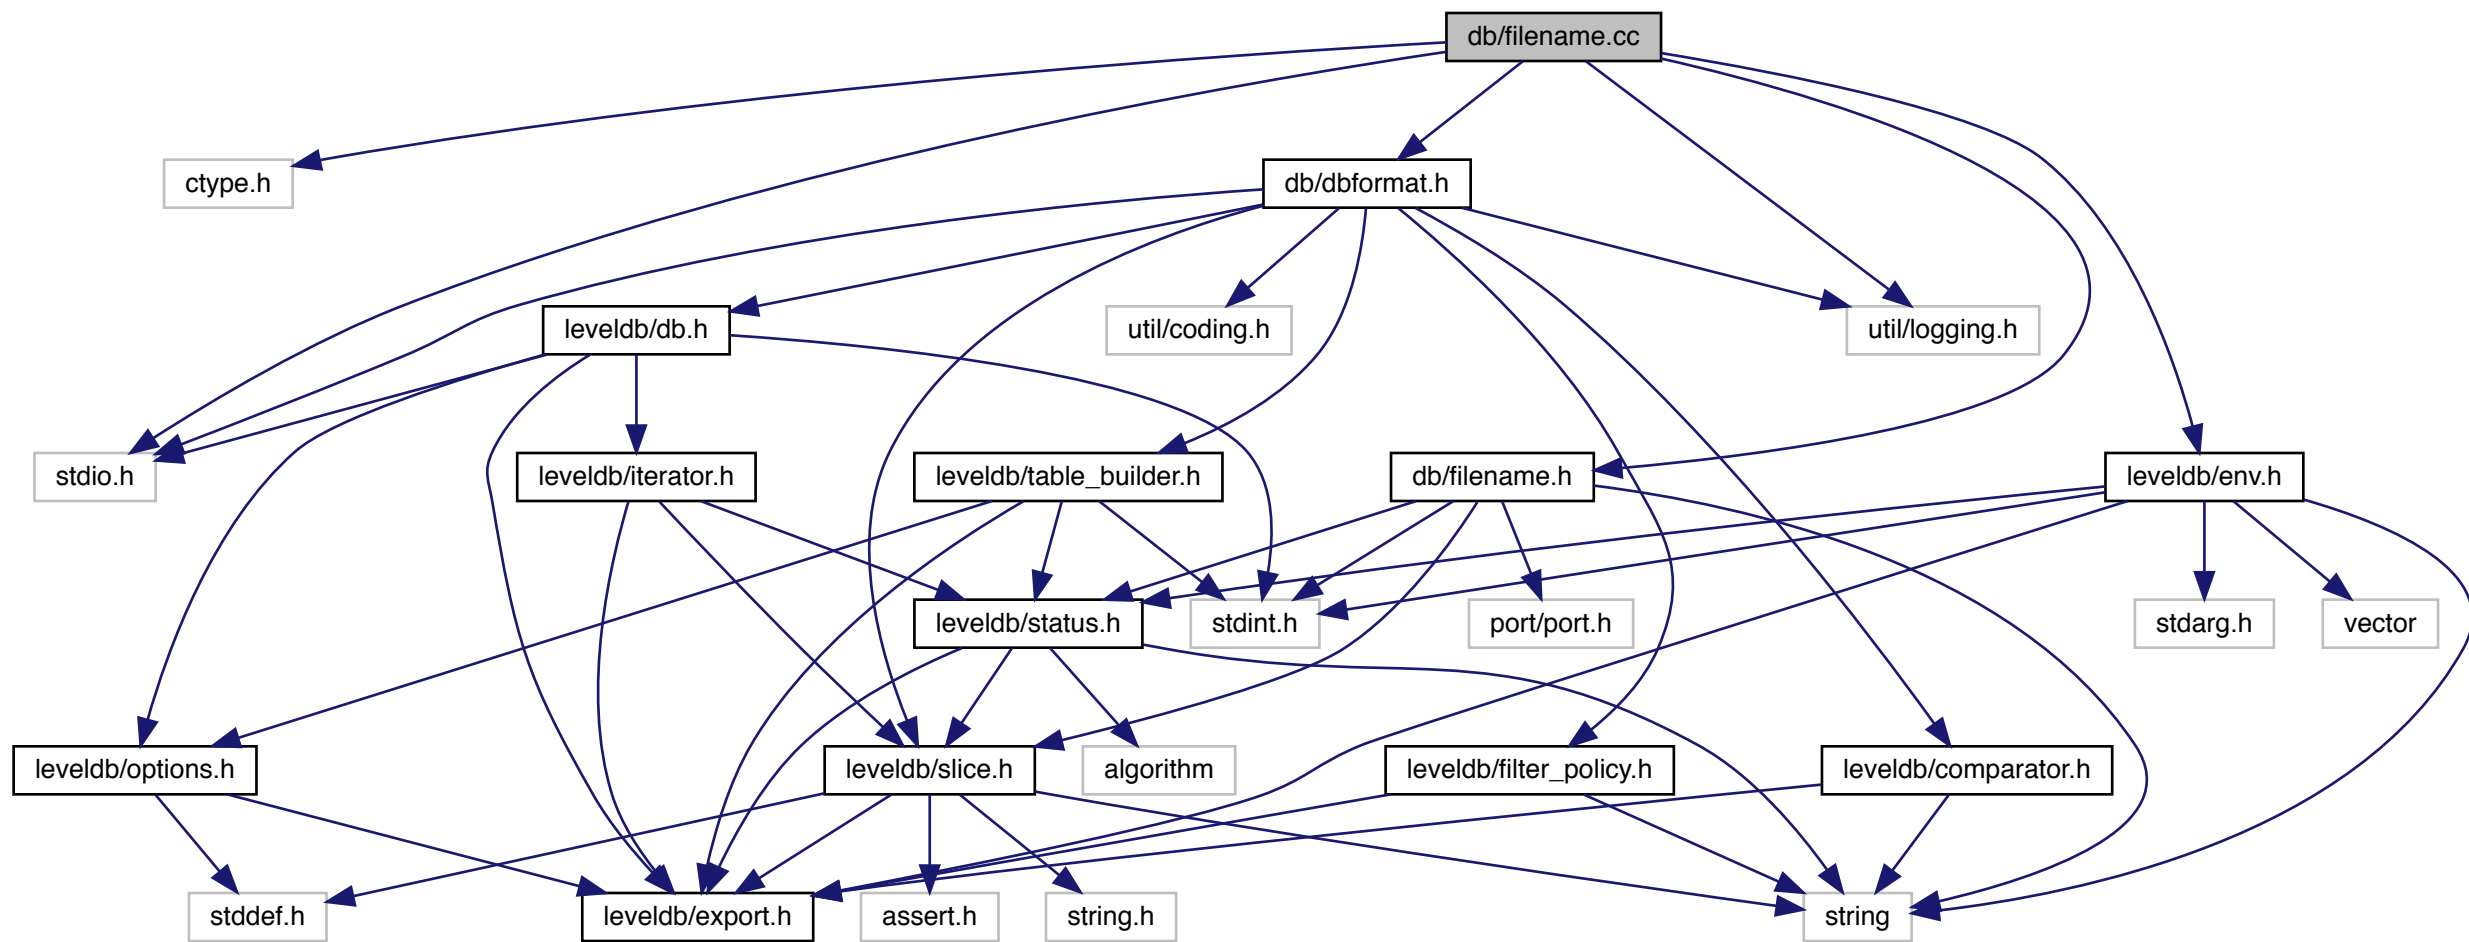 db/filename.cc
ctype.h
db/dbformat.h
leveldb/db.h
util/coding.h
util/logging.h
stdio.h
leveldb/iterator.h
leveldb/table_builder.h
db/filename.h
leveldb/env.h
leveldb/status.h
stdint.h
port/port.h
stdarg.h
vector
leveldb/options.h
leveldb/slice.h
algorithm
leveldb/filter_policy.h
leveldb/comparator.h
stddef.h
leveldb/export.h
assert.h
string.h
string